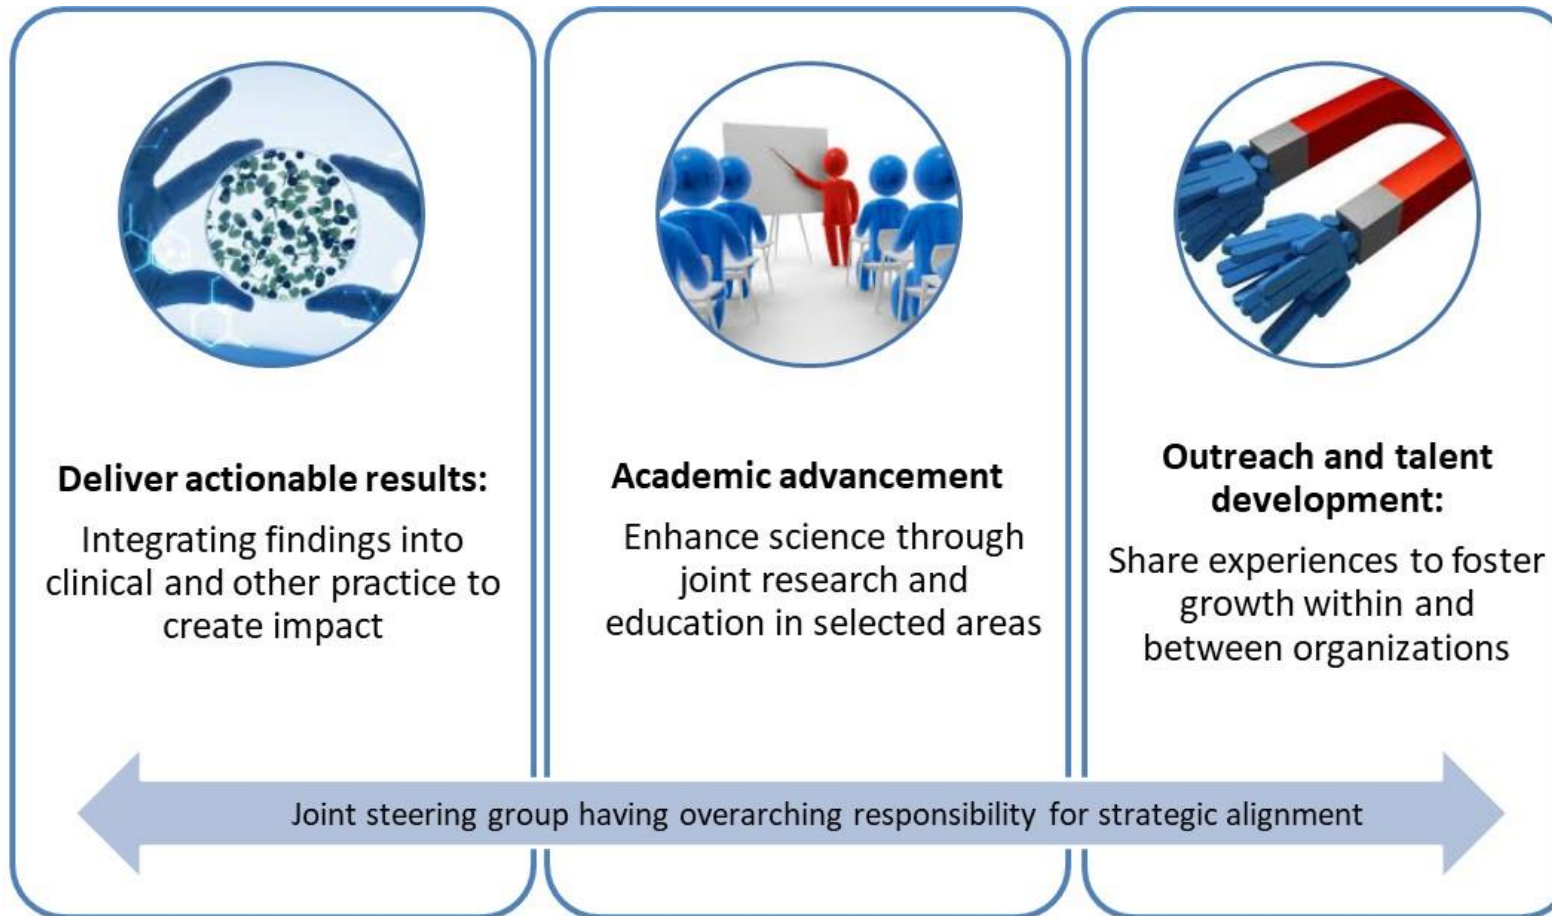 Deliver actionable results:
Integrating findings into
clinical and other practice to
create impact
Academic advancement
Enhance science through
joint research and
education in selected areas
Outreach and talent
development:
Share experiences to foster
growth within and
between organizations
Joint steering group having overarching responsibility for strategic alignment